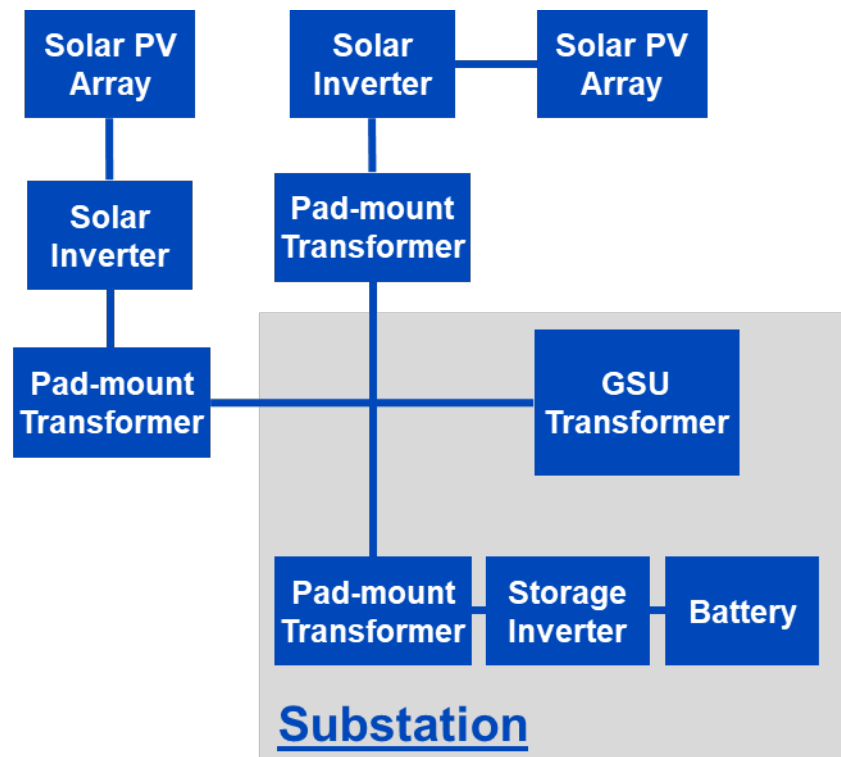 Solar PV
Array
Solar
Inverter
Solar PV
Array
Solar
Inverter
Pad-mount
Transformer
Pad-mount
Transformer
GSU
Transformer
Pad-mount
Transformer
Storage
Inverter
Battery
Substation